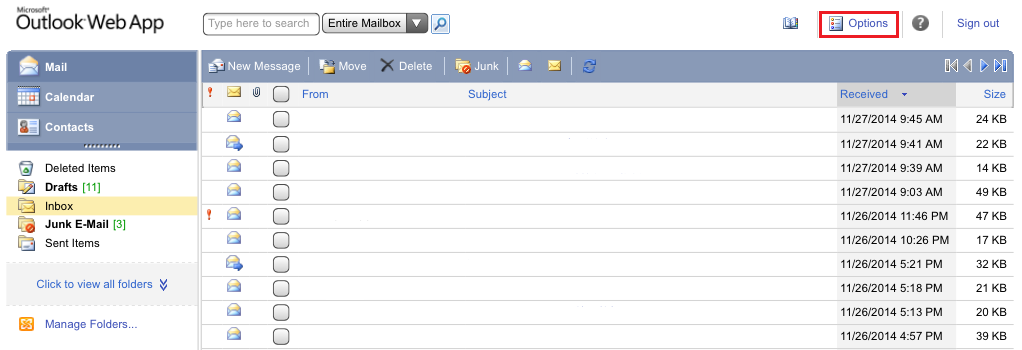 Microsoft®
Outlook Web App
Type here to search
Entire Mailbox
Options
Sign out
Mail
New Message
Move
Delete
Junk
Calendar
From
Subject
Received
Size
Contacts
11/27/2014 9:45 AM 24 KB
11/27/2014 9:41 AM 22 KB
11/27/2014 9:39 AM 14 KB
11/27/2014 9:03 AM 49 KB
11/26/2014 11:46 PM 47 KB
11/26/2014 10:26 PM 17 KB
11/26/2014 5:21 PM 32 KB
11/26/2014 5:18 PM 21 KB
11/26/2014 5:13 PM 20 KB
11/26/2014 4:57 PM 39 KB
Deleted Items
Drafts [11]
Inbox
Junk E-Mail [3]
Sent Items
Click to view all folders
Manage Folders...